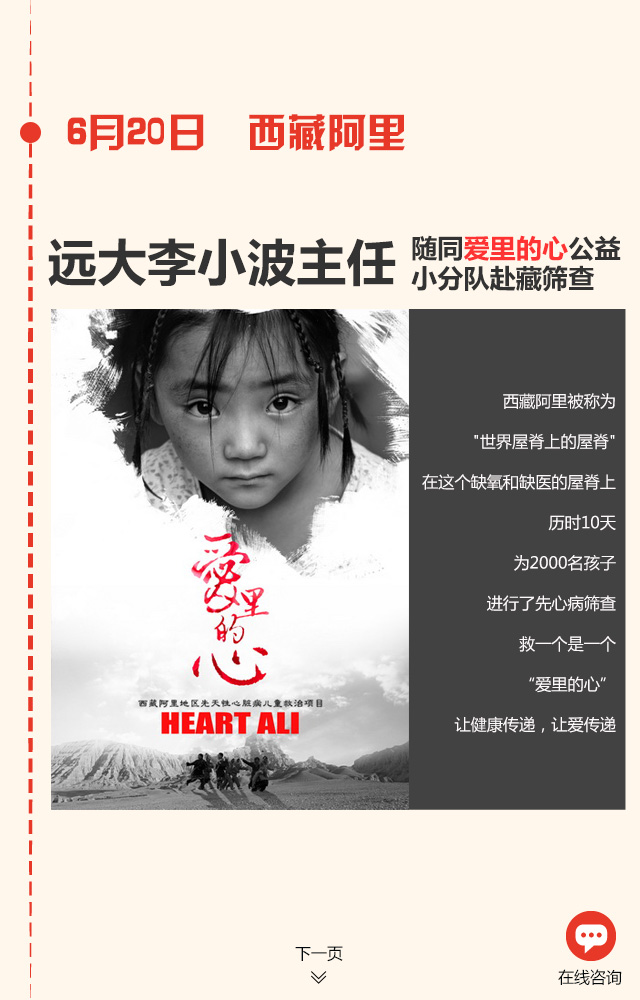 6月20日 西藏阿里
远大李小波主任
随同爱里的心公益
小分队赴藏筛查
西藏阿里被称为
"世界屋脊上的屋脊"
在这个缺氧和缺医的屋脊上
历时10天
为2000名孩子
进行了先心病筛查
救一个是一个
“爱里的心”
让健康传递，让爱传递
愛里的心
西藏阿里地区先天性心脏病儿童救治项目
HEART ALI
下一页
在线咨询